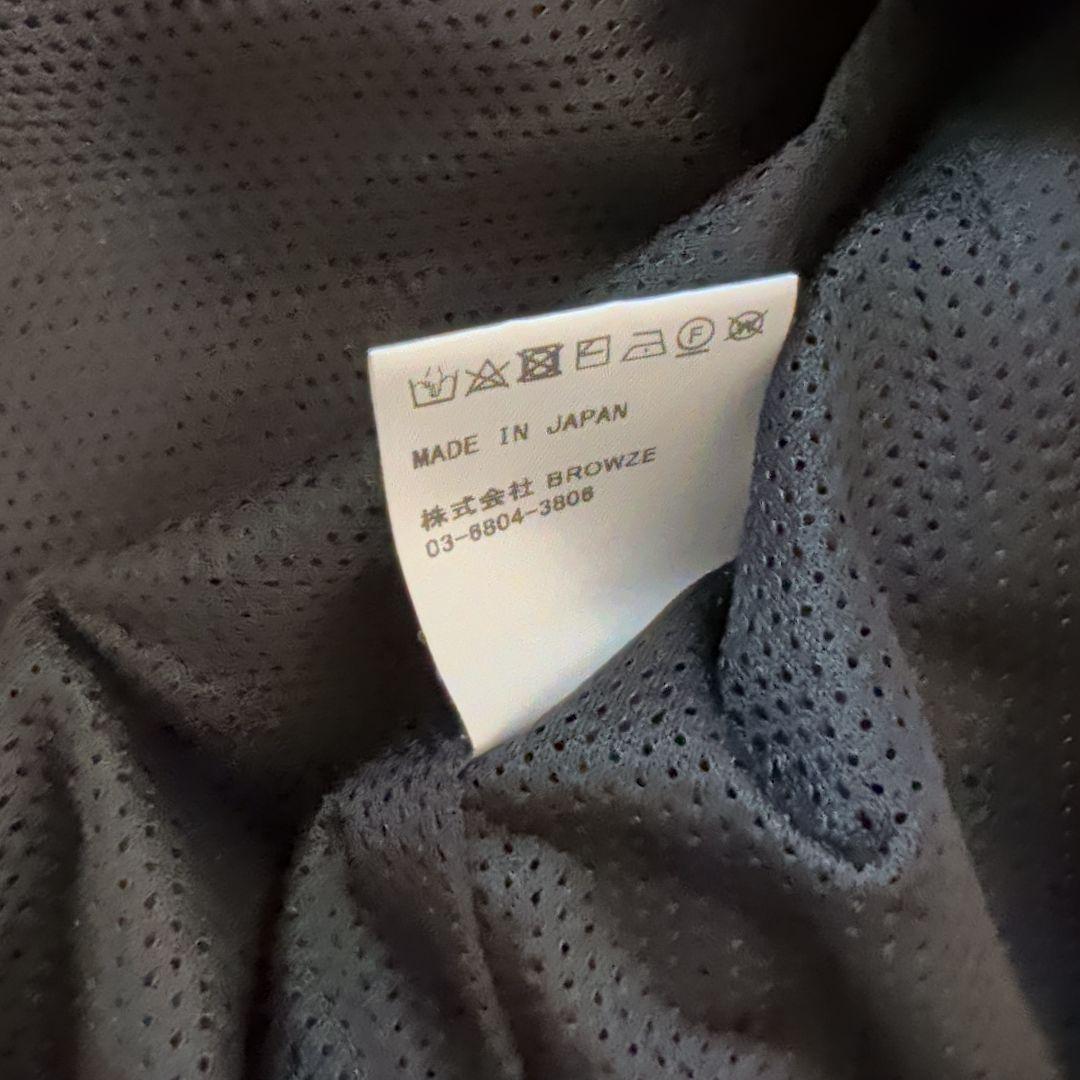 F W
MADE IN JAPAN
株式会社 BROWZE
03-6804-3806